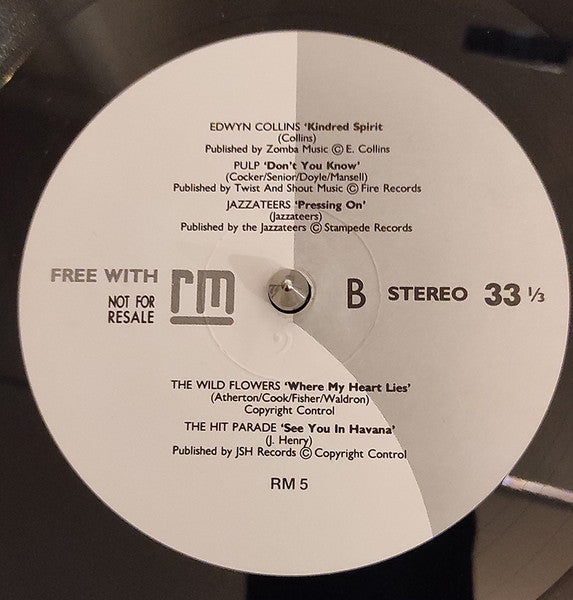 EDWYN COLLINS 'Kindred Spirit
(Collins)
Published by Zomba Music © E. Collins
PULP 'Don't You Know'
(Cocker/Senior/Doyle/Mansell)
Published by Twist And Shout Music © Fire Records
JAZZATEERS 'Pressing On'
(Jazzateers)
Published by the Jazzateers © Stampede Records
FREE WITH
NOT FOR
RESALE
rm
B STEREO 33 1/3
THE WILD FLOWERS 'Where My Heart Lies'
(Atherton/Cook/Fisher/Waldron)
Copyright Control
THE HIT PARADE 'See You In Havana'
(J. Henry)
Published by JSH Records © Copyright Control
RM 5